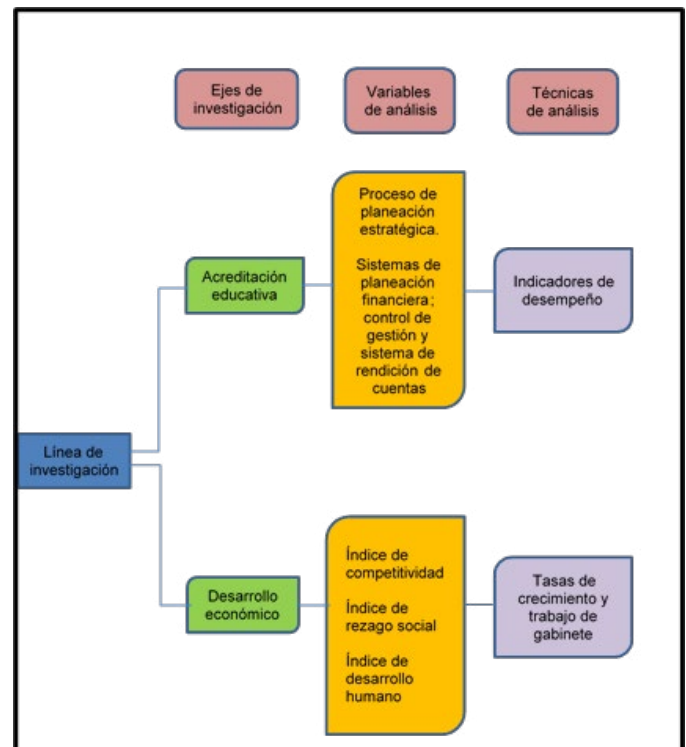 Ejes de
investigación
Variables
de análisis
Técnicas
de análisis
Proceso de
planeación
estratégica.
Sistemas de
planeación
financiera;
control de
gestión y
sistema de
rendición de
cuentas
Acreditación
educativa
Indicadores de
desempeño
Línea de
investigación
Índice de
competitividad
Índice de
rezago social
Índice de
desarrollo
humano
Desarrollo
económico
Tasas de
crecimiento y
trabajo de
gabinete